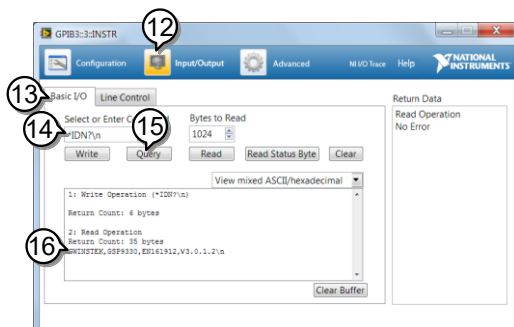 GPIB3::3::INSTR
12
Configuration
Input/Output
Advanced
NI I/O Trace
Help
NATIONAL
INSTRUMENTS
13
Basic I/O
Line Control
Return Data
Select or Enter
Bytes to Read
Read Operation
No Error
14
*IDN?\n
15
1024
Write
Query
Read
Read Status Byte
Clear
View mixed ASCII/hexadecimal
1: Write Operation (*IDN?\n)
Return Count: 6 bytes
2: Read Operation
Return Count: 35 bytes
16
GWINSTEK,GSP9330,EN161912,V3.0.1.2\n
Clear Buffer